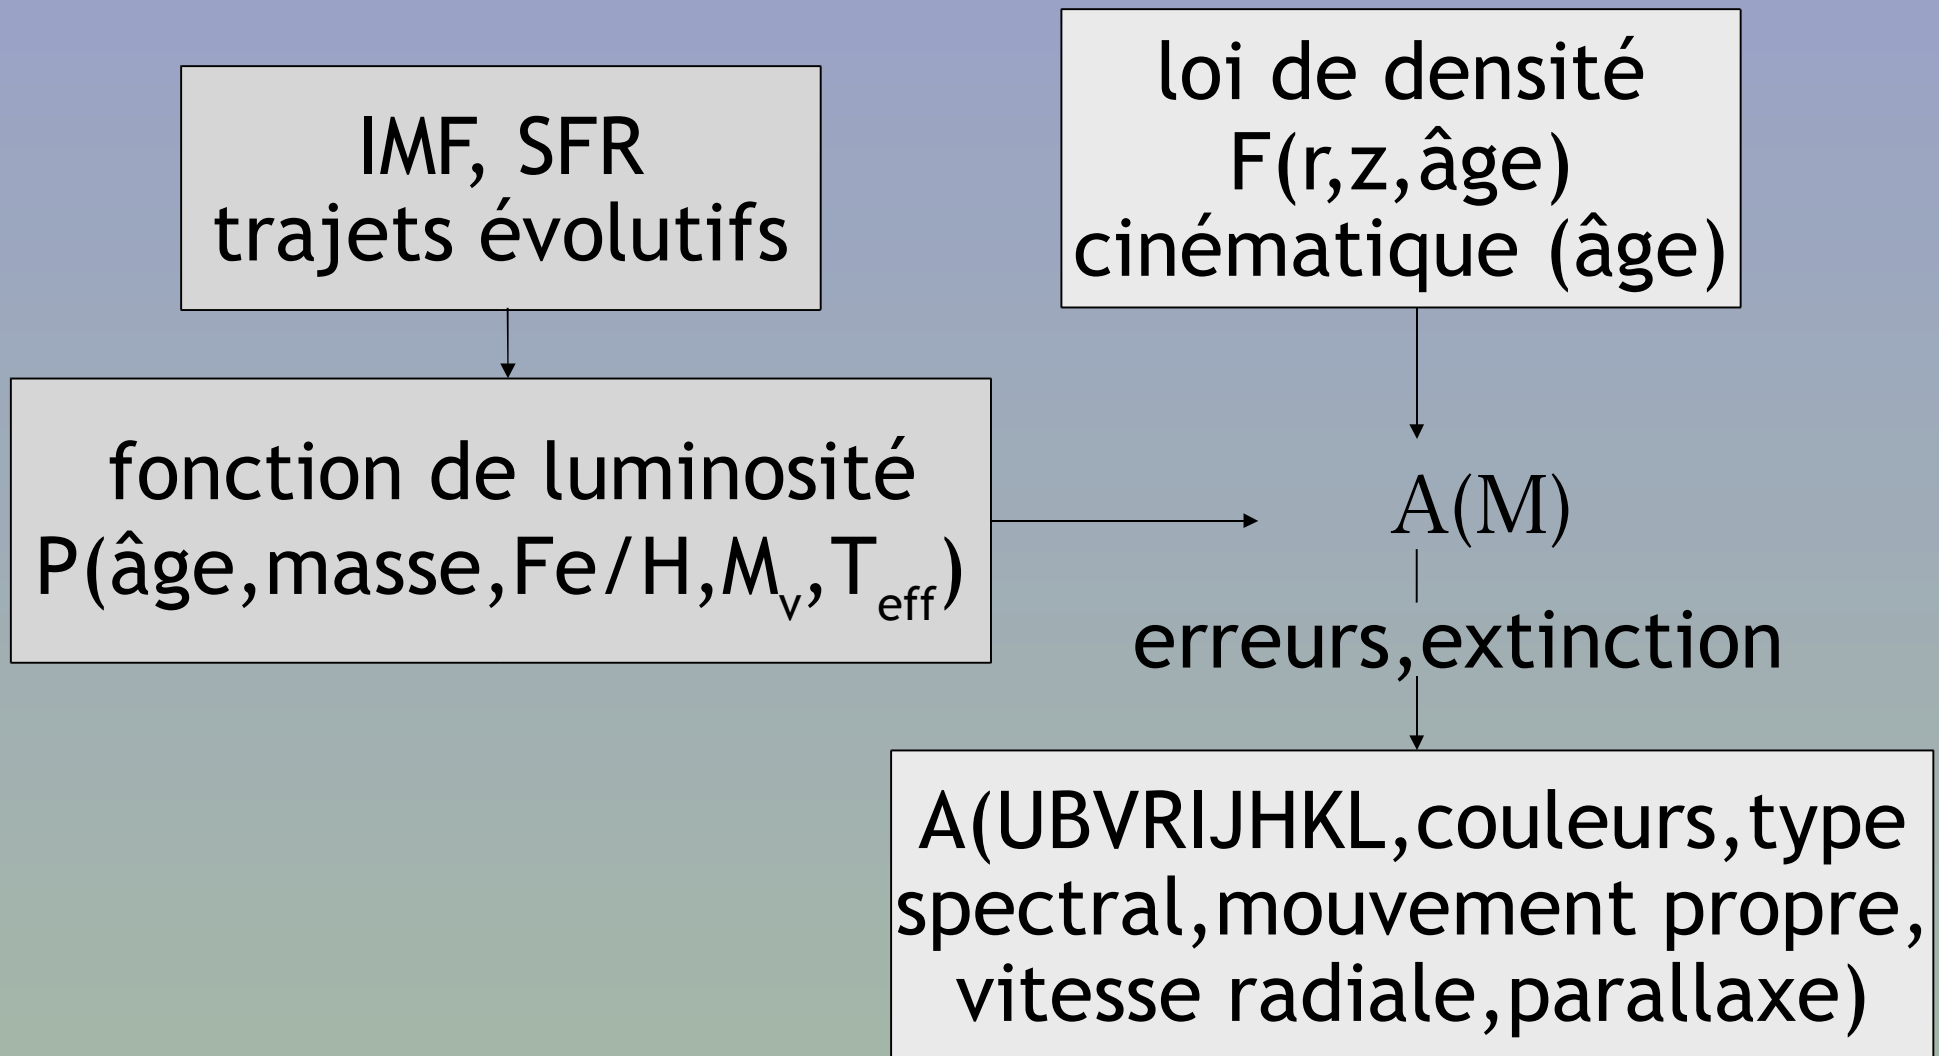 IMF, SFR
trajets évolutifs
loi de densité
F(r,z,âge)
cinématique (âge)
fonction de luminosité
P(âge,masse,Fe/H,Mv,Teff)
A(M)
erreurs,extinction
A(UBVRIJHKL,couleurs,type
spectral,mouvement propre,
vitesse radiale,parallaxe)